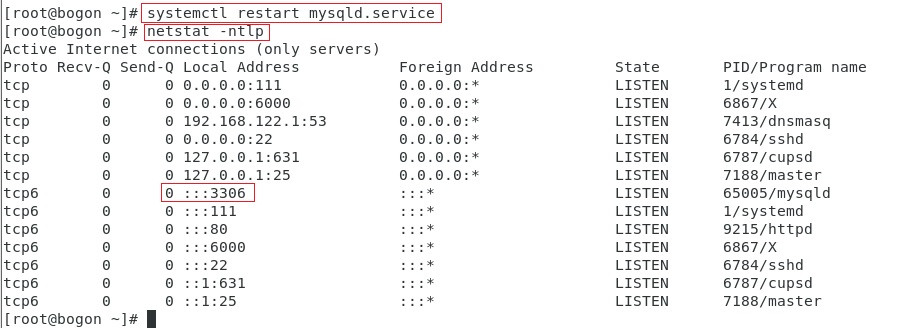 [root@bogon ~]# systemctl restart mysqld.service
[root@bogon ~]# netstat -ntlp
Active Internet connections (only servers)
Proto Recv-Q Send-Q Local Address           Foreign Address         State       PID/Program name
tcp        0      0 0.0.0.0:111             0.0.0.0:*               LISTEN      1/systemd
tcp        0      0 0.0.0.0:6000            0.0.0.0:*               LISTEN      6867/X
tcp        0      0 192.168.122.1:53        0.0.0.0:*               LISTEN      7413/dnsmasq
tcp        0      0 0.0.0.0:22              0.0.0.0:*               LISTEN      6784/sshd
tcp        0      0 127.0.0.1:631           0.0.0.0:*               LISTEN      6787/cupsd
tcp        0      0 127.0.0.1:25            0.0.0.0:*               LISTEN      7188/master
tcp6       0      0 :::3306                 :::*                    LISTEN      65005/mysqld
tcp6       0      0 :::111                  :::*                    LISTEN      1/systemd
tcp6       0      0 :::80                   :::*                    LISTEN      9215/httpd
tcp6       0      0 :::6000                 :::*                    LISTEN      6867/X
tcp6       0      0 :::22                   :::*                    LISTEN      6784/sshd
tcp6       0      0 ::1:631                 :::*                    LISTEN      6787/cupsd
tcp6       0      0 ::1:25                  :::*                    LISTEN      7188/master
[root@bogon ~]#